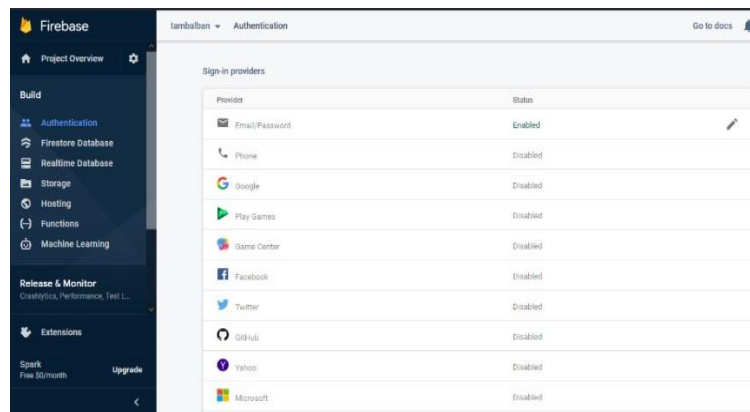 Firebase
tambalban Authentication Go to docs
Project Overview
Sign-in providers
Build
Provider Status
Authentication
Email/Password Enabled
Firestore Database
Phone Disabled
Realtime Database
Storage
Google Disabled
Hosting
Functions
Play Games Disabled
Machine Learning
Game Center Disabled
Release & Monitor
Crashlytics, Performance, Test L...
Facebook Disabled
Twitter Disabled
Extensions
GitHub Disabled
Spark
Free $0/month Upgrade
Yahoo Disabled
Microsoft Disabled